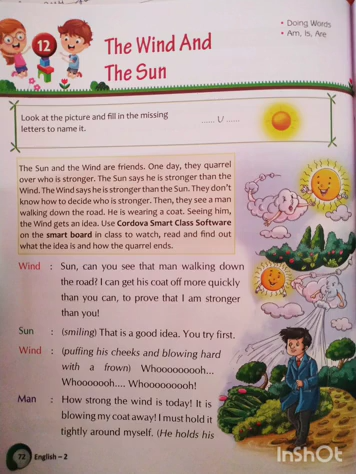 12
The Wind And
The Sun
• Doing Words
• Am, Is, Are
Look at the picture and fill in the missing
letters to name it.
...... U ......
The Sun and the Wind are friends. One day, they quarrel
over who is stronger. The Sun says he is stronger than the
Wind. The Wind says he is stronger than the Sun. They don't
know how to decide who is stronger. Then, they see a man
walking down the road. He is wearing a coat. Seeing him,
the Wind gets an idea. Use Cordova Smart Class Software
on the smart board in class to watch, read and find out
what the idea is and how the quarrel ends.
Wind : Sun, can you see that man walking down
the road? I can get his coat off more quickly
than you can, to prove that I am stronger
than you!
Sun : (smiling) That is a good idea. You try first.
Wind : (puffing his cheeks and blowing hard
with a frown) Whooooooooh...
Whooooooh.... Whoooooooh!
Man : How strong the wind is today! It is
blowing my coat away! I must hold it
tightly around myself. (He holds his
72 English – 2
InShOt